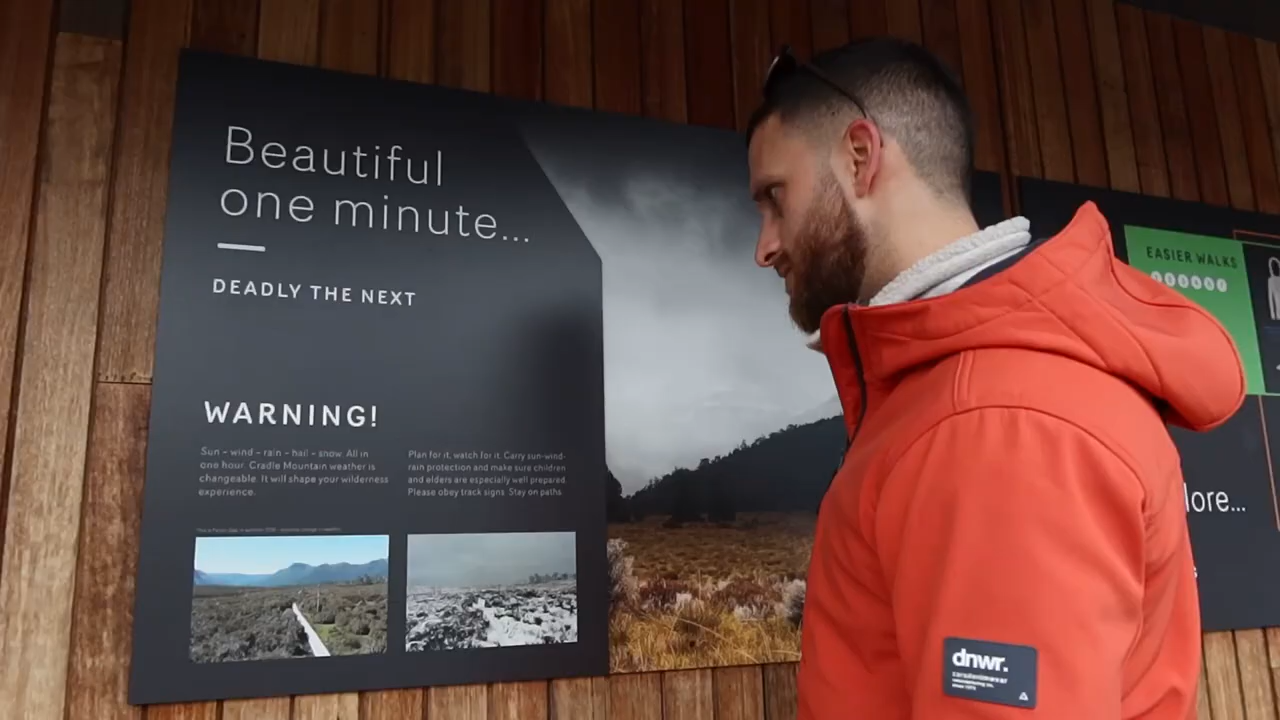 Beautiful
one minute...
DEADLY THE NEXT
WARNING!
Sun – wind – rain – hail – snow. All in
one hour. Cradle Mountain weather is
changeable. It will shape your wilderness
experience.
Plan for it, watch for it. Carry sun-wind-
rain protection and make sure children
and elders are especially well prepared.
Please obey track signs. Stay on paths.
EASIER WALKS
lore...
dnwr.